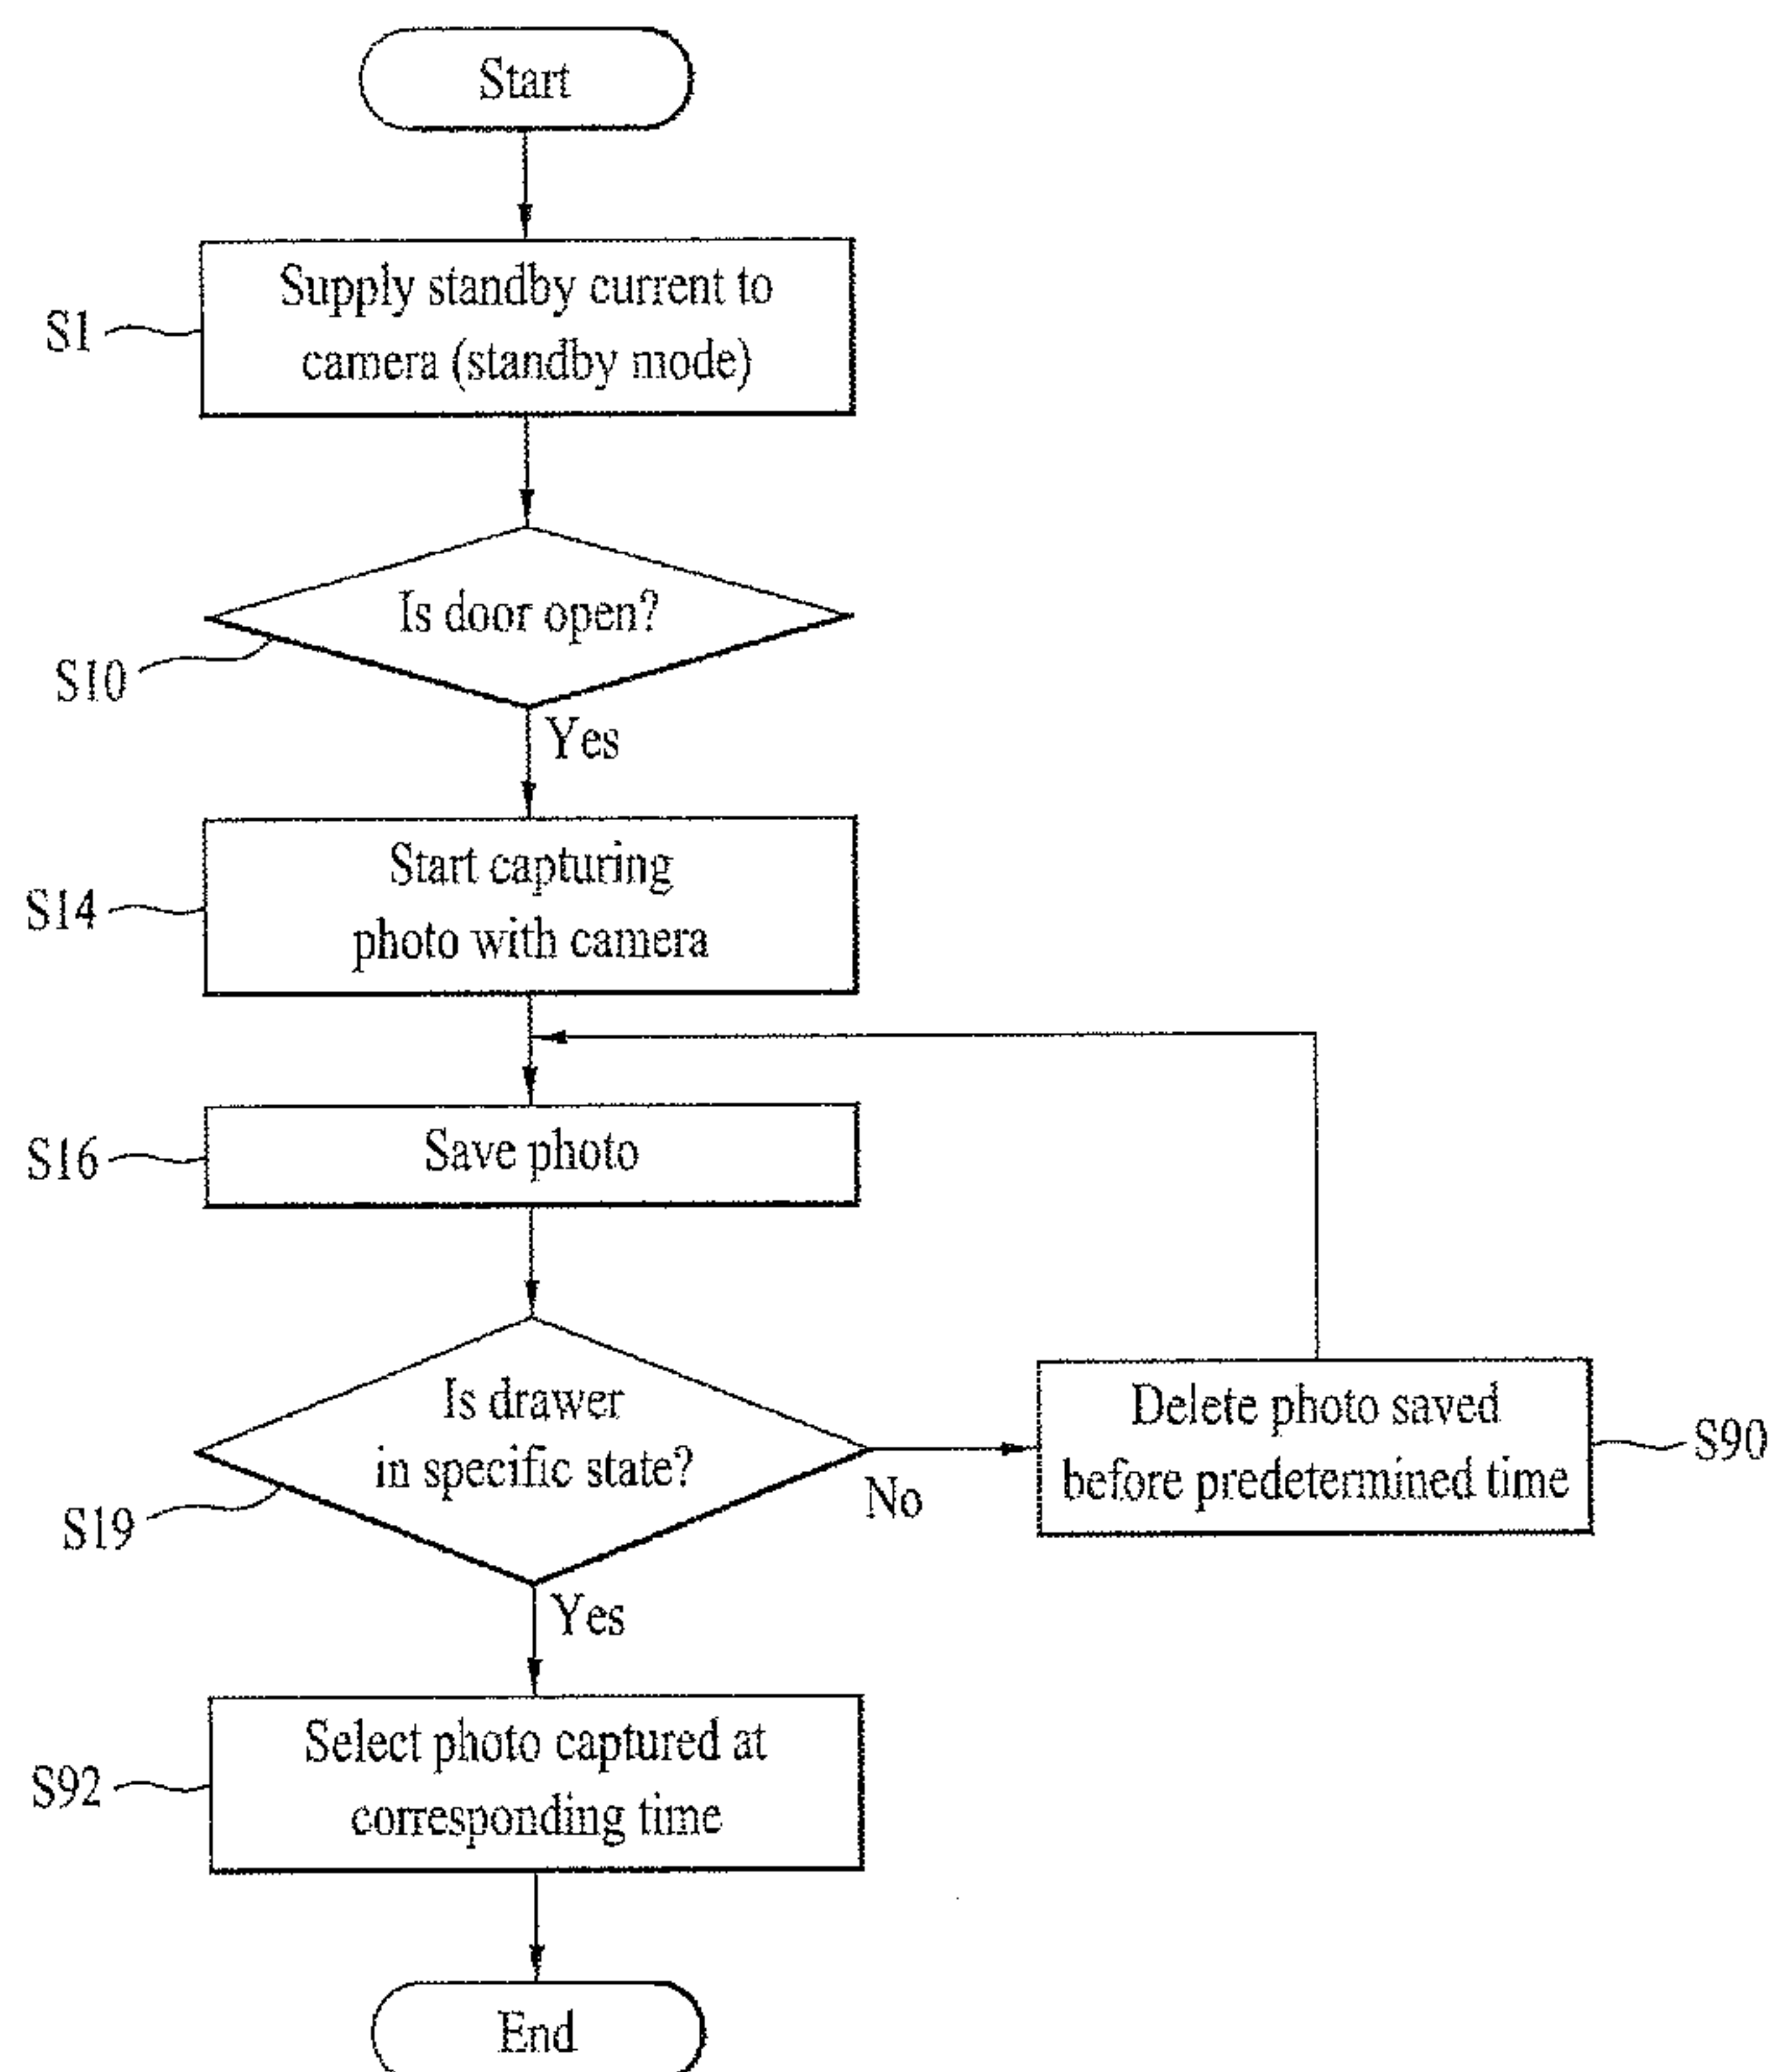 Start
S1
Supply standby current to
camera (standby mode)
Is door open?
S10
Yes
S14
Start capturing
photo with camera
S16
Save photo
Is drawer
in specific state?
S19
No
Delete photo saved
before predetermined time
S90
Yes
S92
Select photo captured at
corresponding time
End